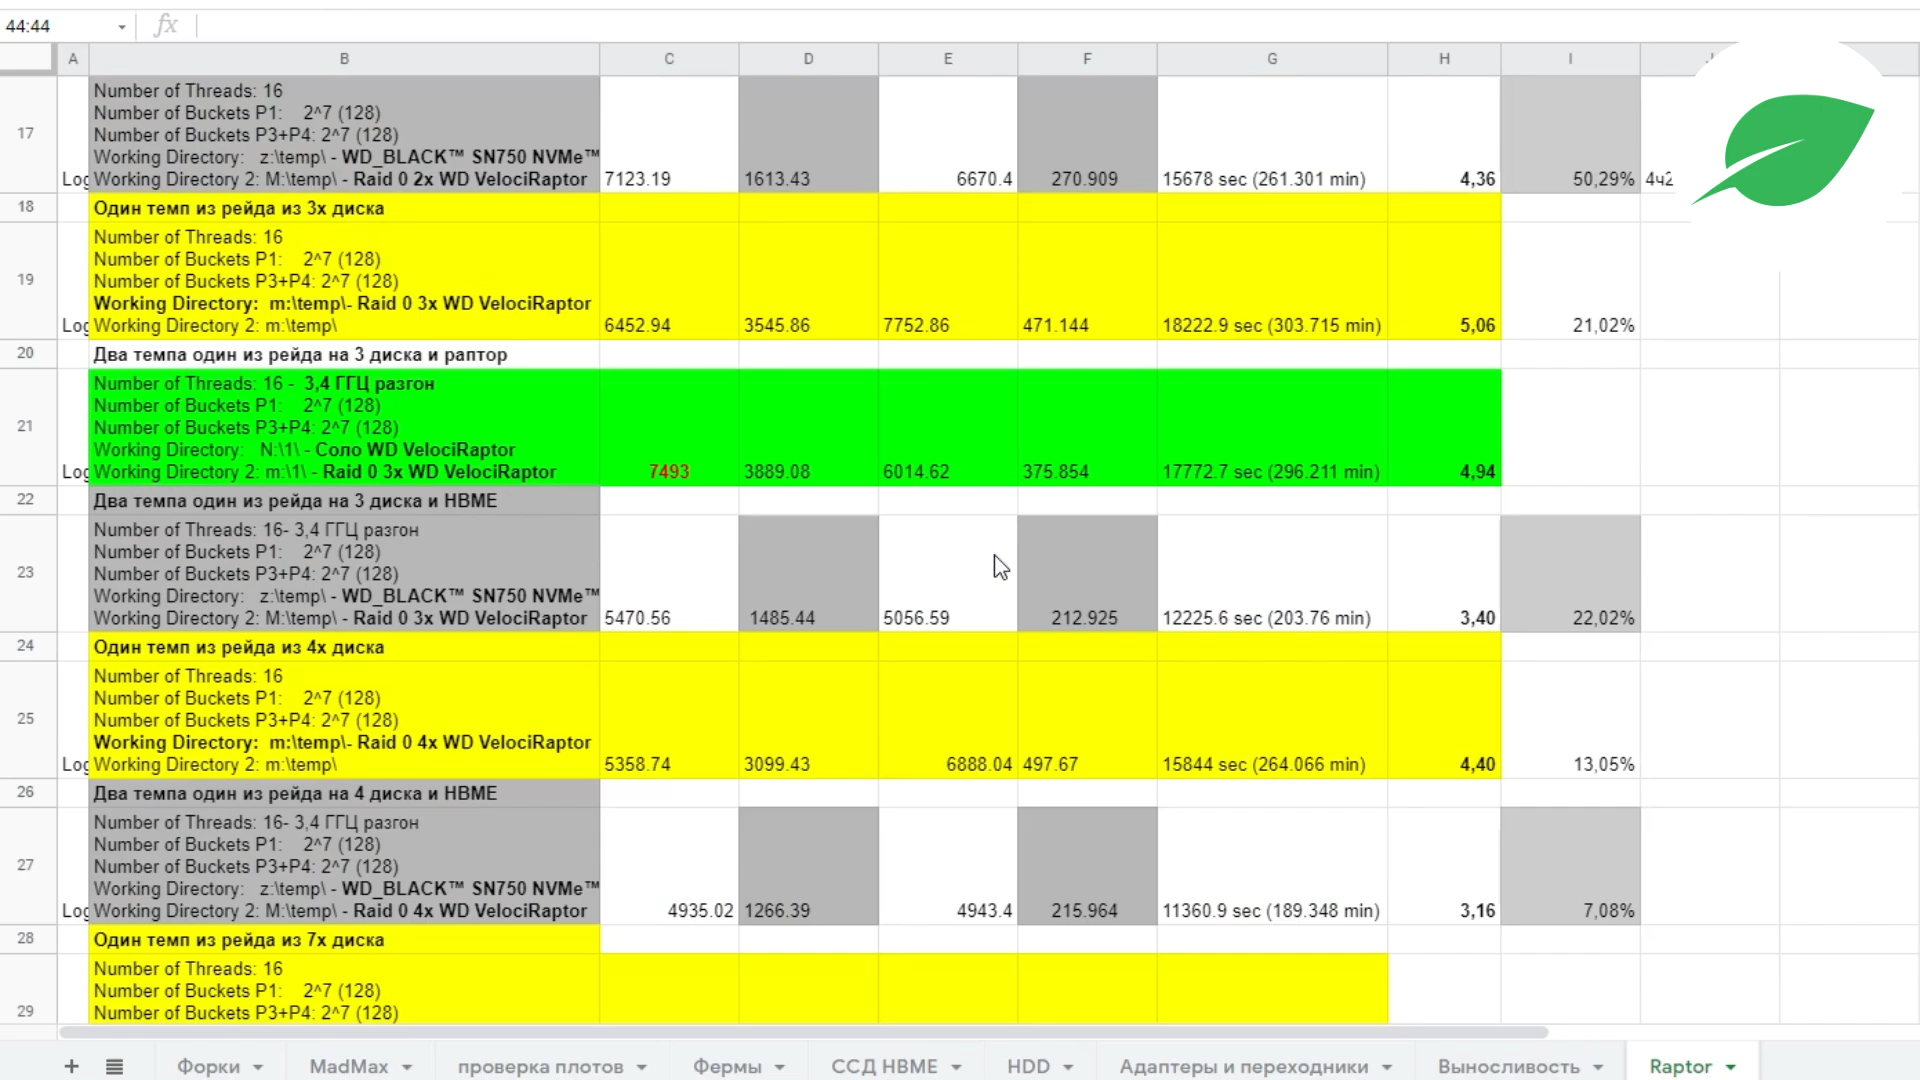 44:44
fx
A B C D E F G H I
17
Number of Threads: 16
Number of Buckets P1: 2^7 (128)
Number of Buckets P3+P4: 2^7 (128)
Working Directory: z:\temp\ - WD_BLACK™ SN750 NVMe™
Log Working Directory 2: M:\temp\ - Raid 0 2x WD VelociRaptor 7123.19 1613.43 6670.4 270.909 15678 sec (261.301 min) 4,36 50,29% 4ч2
18 Один темп из рейда из 3х диска
19
Number of Threads: 16
Number of Buckets P1: 2^7 (128)
Number of Buckets P3+P4: 2^7 (128)
Working Directory: m:\temp\- Raid 0 3x WD VelociRaptor
Log Working Directory 2: m:\temp\ 6452.94 3545.86 7752.86 471.144 18222.9 sec (303.715 min) 5,06 21,02%
20 Два темпа один из рейда на 3 диска и раптор
21
Number of Threads: 16 - 3,4 ГГЦ разгон
Number of Buckets P1: 2^7 (128)
Number of Buckets P3+P4: 2^7 (128)
Working Directory: N:\1\ - Соло WD VelociRaptor
Log Working Directory 2: m:\1\ - Raid 0 3x WD VelociRaptor 7493 3889.08 6014.62 375.854 17772.7 sec (296.211 min) 4,94
22 Два темпа один из рейда на 3 диска и НВМЕ
23
Number of Threads: 16- 3,4 ГГЦ разгон
Number of Buckets P1: 2^7 (128)
Number of Buckets P3+P4: 2^7 (128)
Working Directory: z:\temp\ - WD_BLACK™ SN750 NVMe™
Working Directory 2: M:\temp\ - Raid 0 3x WD VelociRaptor 5470.56 1485.44 5056.59 212.925 12225.6 sec (203.76 min) 3,40 22,02%
24 Один темп из рейда из 4х диска
25
Number of Threads: 16
Number of Buckets P1: 2^7 (128)
Number of Buckets P3+P4: 2^7 (128)
Working Directory: m:\temp\- Raid 0 4x WD VelociRaptor
Log Working Directory 2: m:\temp\ 5358.74 3099.43 6888.04 497.67 15844 sec (264.066 min) 4,40 13,05%
26 Два темпа один из рейда на 4 диска и НВМЕ
27
Number of Threads: 16- 3,4 ГГЦ разгон
Number of Buckets P1: 2^7 (128)
Number of Buckets P3+P4: 2^7 (128)
Working Directory: z:\temp\ - WD_BLACK™ SN750 NVMe™
Log Working Directory 2: M:\temp\ - Raid 0 4x WD VelociRaptor 4935.02 1266.39 4943.4 215.964 11360.9 sec (189.348 min) 3,16 7,08%
28 Один темп из рейда из 7х диска
29
Number of Threads: 16
Number of Buckets P1: 2^7 (128)
Number of Buckets P3+P4: 2^7 (128)
+ Форки MadMax проверка плотов Фермы ССД НВМЕ HDD Адаптеры и переходники Выносливость Raptor